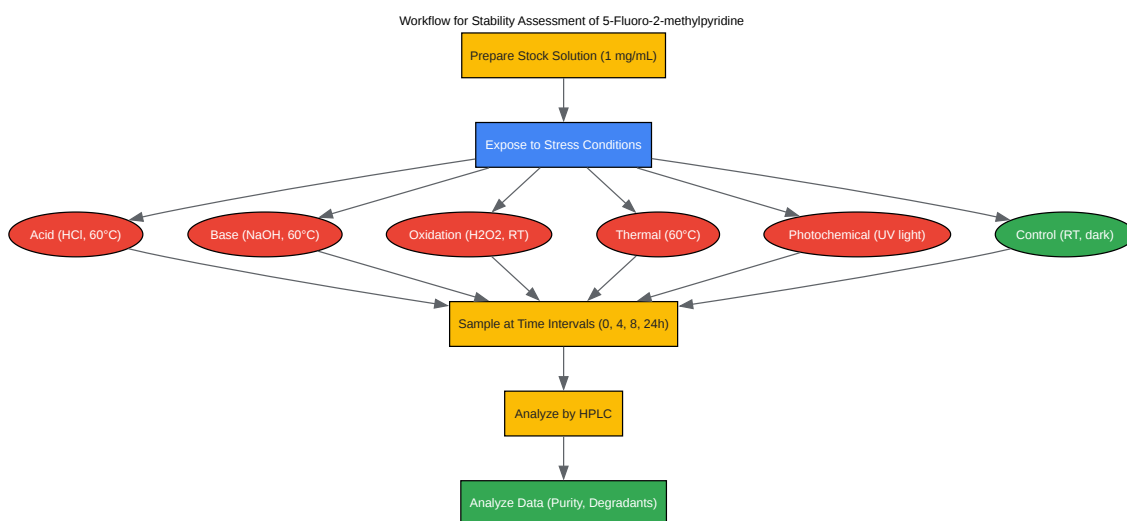 Workflow for Stability Assessment of 5-Fluoro-2-methylpyridine
Prepare Stock Solution (1 mg/mL)
Expose to Stress Conditions
Acid (HCl, 60°C)
Base (NaOH, 60°C)
Oxidation (H2O2, RT)
Thermal (60°C)
Photochemical (UV light)
Control (RT, dark)
Sample at Time Intervals (0, 4, 8, 24h)
Analyze by HPLC
Analyze Data (Purity, Degradants)